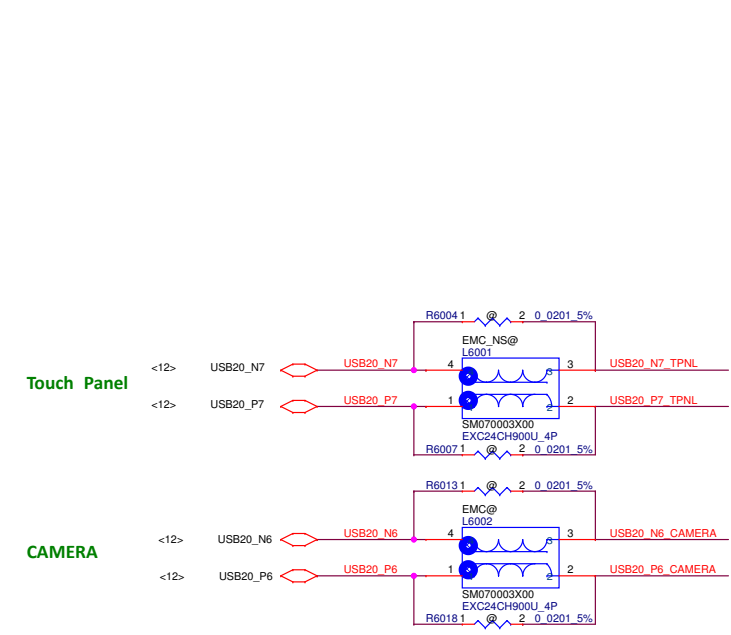 R6004 1 @ 2 0_0201_5%
EMC_NS@
L6001
<12> USB20_N7 USB20_N7 4 3 USB20_N7_TPNL
3
Touch Panel
<12> USB20_P7 USB20_P7 1 2 USB20_P7_TPNL
2
SM070003X00
EXC24CH900U_4P
R6007 1 @ 2 0_0201_5%
R6013 1 @ 2 0_0201_5%
EMC@
L6002
<12> USB20_N6 USB20_N6 4 3 USB20_N6_CAMERA
3
CAMERA
<12> USB20_P6 USB20_P6 1 2 USB20_P6_CAMERA
2
SM070003X00
EXC24CH900U_4P
R6018 1 @ 2 0_0201_5%